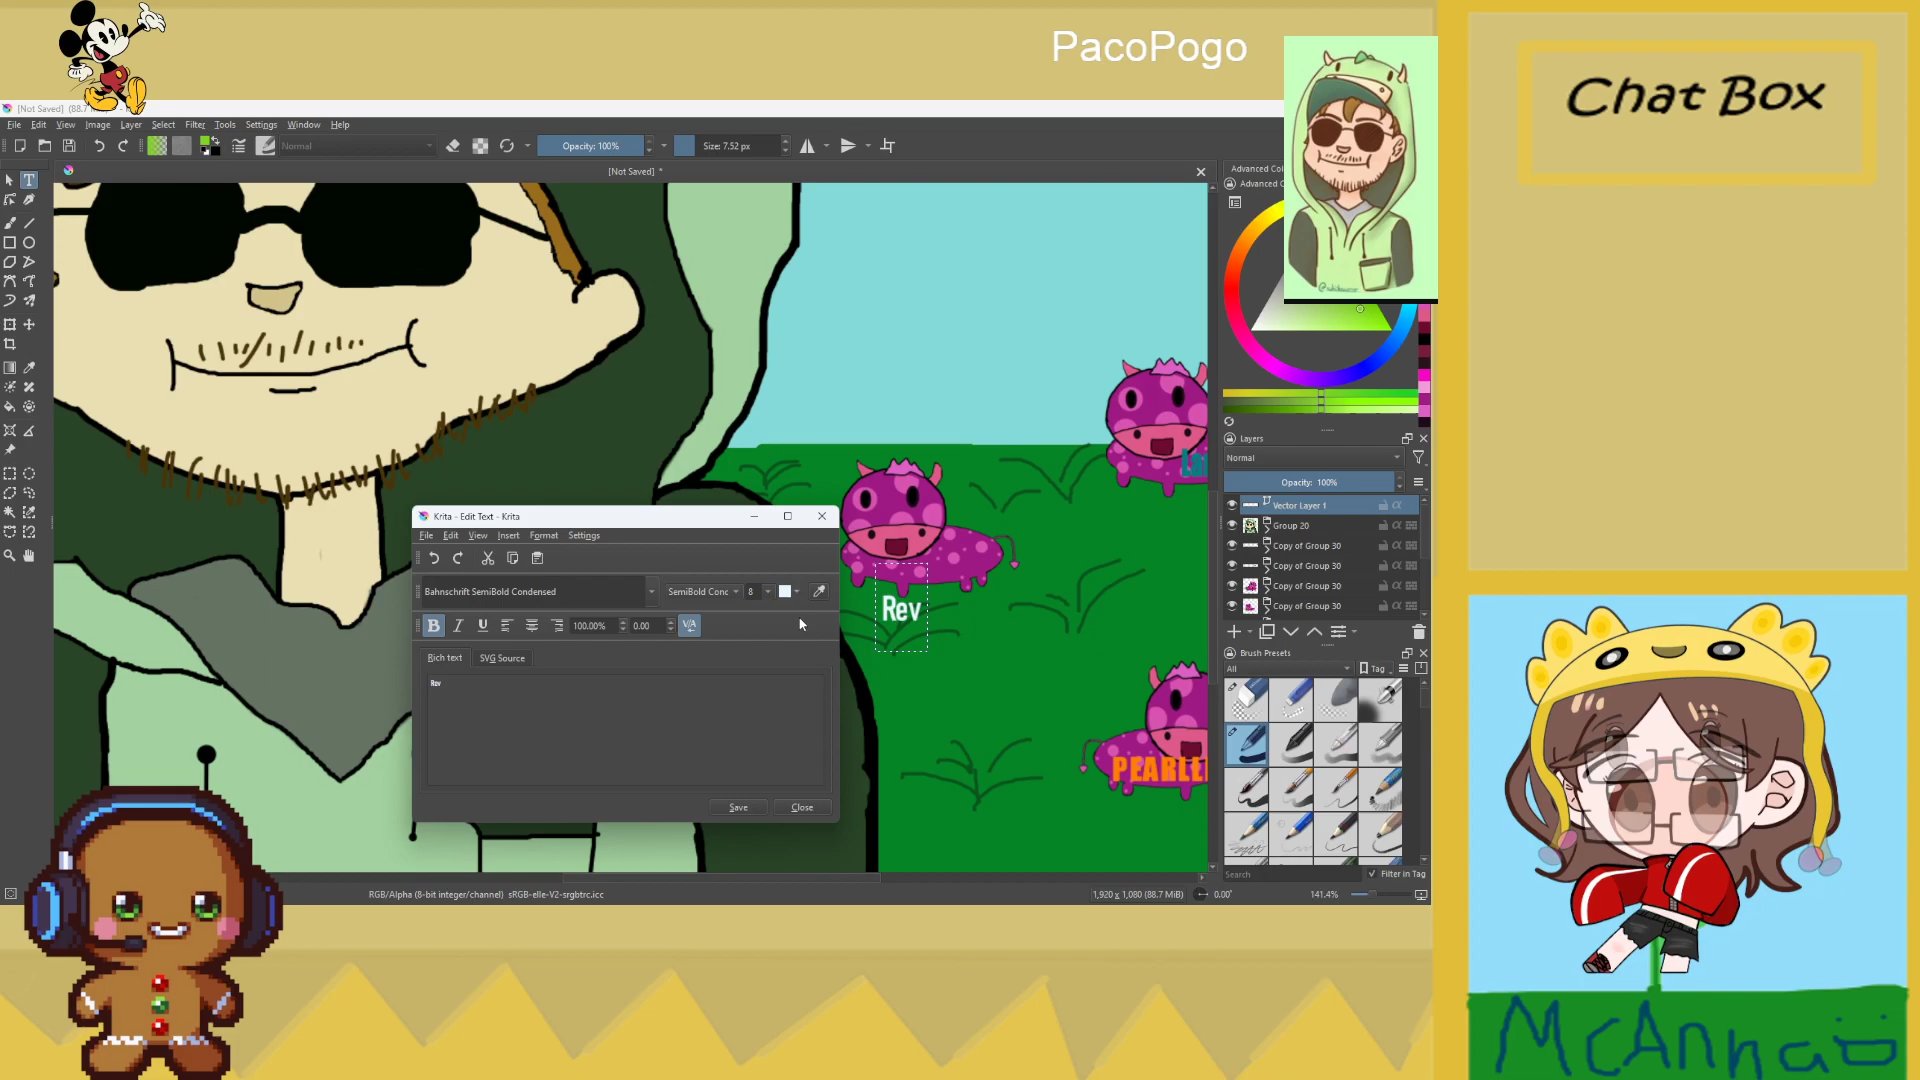 PacoPogo
Chat Box
[Not Saved] (88.7
File Edit View Image Layer Select Filter Tools Settings Window Help
Normal
Opacity: 100%
Size: 7.52 px
[Not Saved] *
Advanced Co
Advanced C
Layers
Normal
Opacity: 100%
Vector Layer 1
Group 20
Copy of Group 30
Copy of Group 30
Copy of Group 30
Copy of Group 30
Brush Presets
All
Tag
Search
Filter in Tag
Krita - Edit Text - Krita
File Edit View Insert Format Settings
Bahnschrift SemiBold Condensed
SemiBold Conc
8
100.00%
0.00
Rich text
SVG Source
Rev
Save
Close
Rev
PEARLE
RGB/Alpha (8-bit integer/channel) sRGB-elle-V2-srgbtrc.icc
1,920 x 1,080 (88.7 MiB)
0.00°
141.4%
McAnna